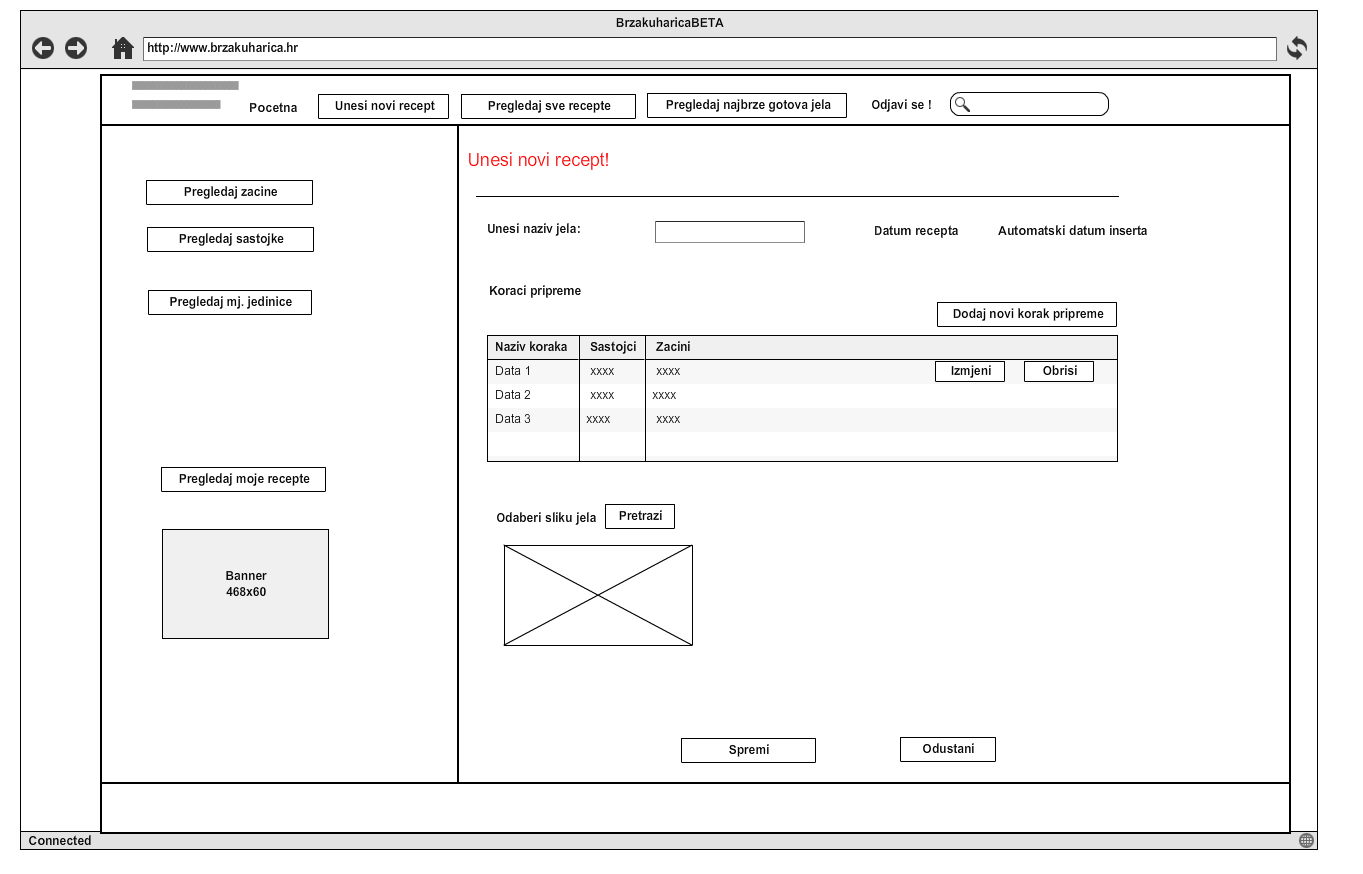 BrzakuharicaBETA
http://www.brzakuharica.hr
Pocetna
Unesi novi recept
Pregledaj sve recepte
Pregledaj najbrze gotova jela
Odjavi se !
Pregledaj zacine
Pregledaj sastojke
Pregledaj mj. jedinice
Pregledaj moje recepte
Banner
468x60
Unesi novi recept!
Unesi naziv jela:
Datum recepta
Automatski datum inserta
Koraci pripreme
Dodaj novi korak pripreme
Naziv koraka Sastojci Zacini
Data 1 xxxx xxxx Izmjeni Obrisi
Data 2 xxxx xxxx
Data 3 xxxx xxxx
Odaberi sliku jela Pretrazi
Spremi Odustani
Connected